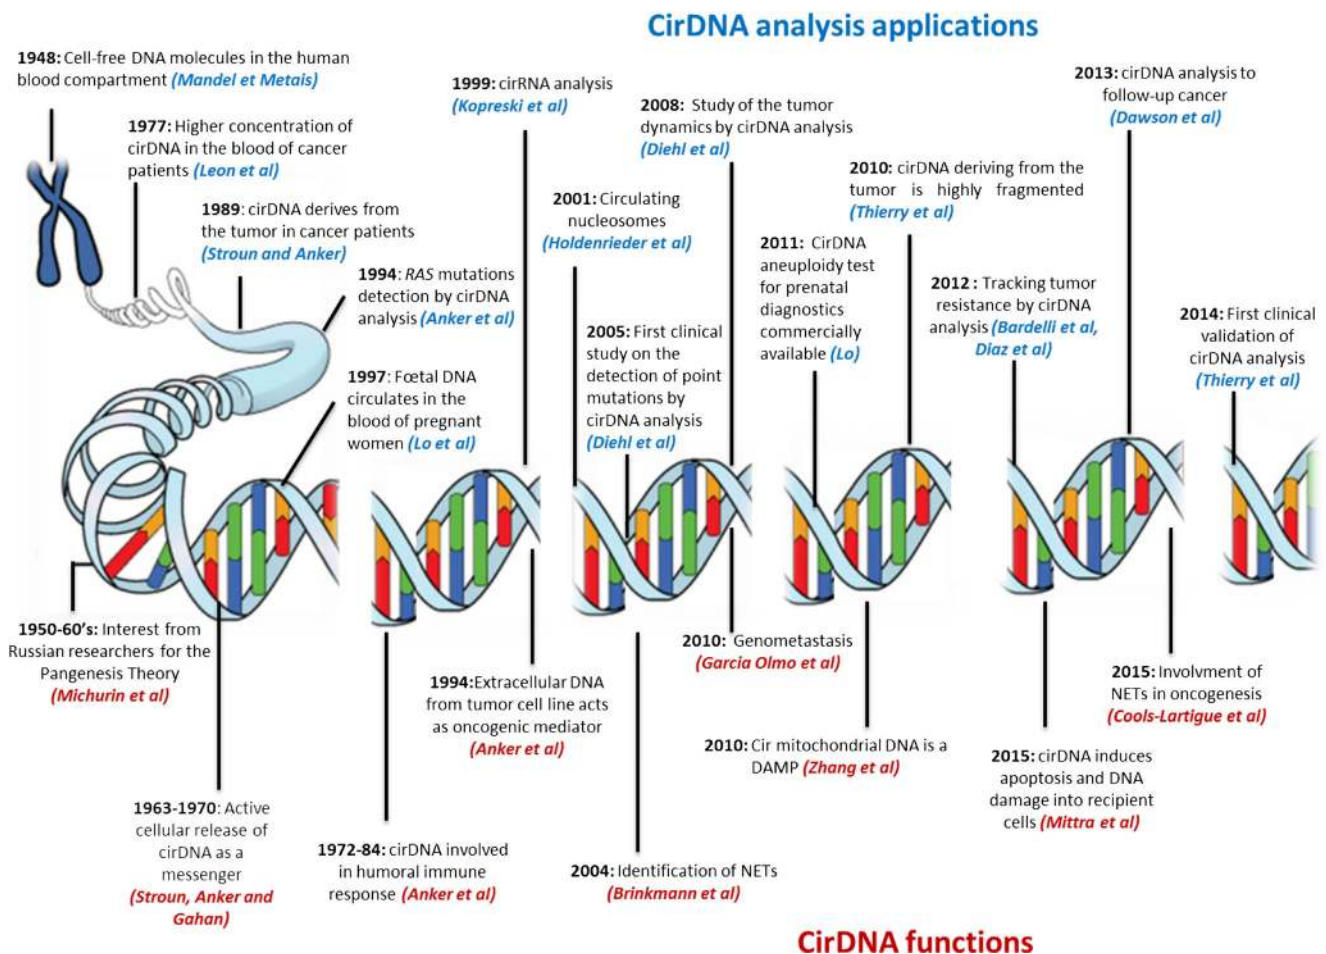 CirDNA analysis applications
1948: Cell-free DNA molecules in the human
blood compartment (Mandel et Metais)
1977: Higher concentration of
cirDNA in the blood of cancer
patients (Leon et al)
1989: cirDNA derives from
the tumor in cancer patients
(Stroun and Anker)
1994: RAS mutations
detection by cirDNA
analysis (Anker et al)
1997: Fœtal DNA
circulates in the
blood of pregnant
women (Lo et al)
1999: cirRNA analysis
(Kopreski et al)
2001: Circulating
nucleosomes
(Holdenrieder et al)
2005: First clinical
study on the
detection of point
mutations by
cirDNA analysis
(Diehl et al)
2008: Study of the tumor
dynamics by cirDNA analysis
(Diehl et al)
2011: CirDNA
aneuploidy test
for prenatal
diagnostics
commercially
available (Lo)
2010: cirDNA deriving from the
tumor is highly fragmented
(Thierry et al)
2012 : Tracking tumor
resistance by cirDNA
analysis (Bardelli et al,
Diaz et al)
2013: cirDNA analysis to
follow-up cancer
(Dawson et al)
2014: First clinical
validation of
cirDNA analysis
(Thierry et al)
1950-60's: Interest from
Russian researchers for the
Pangenesis Theory
(Michurin et al)
1963-1970: Active
cellular release of
cirDNA as a
messenger
(Stroun, Anker and
Gahan)
1972-84: cirDNA involved
in humoral immune
response (Anker et al)
1994:Extracellular DNA
from tumor cell line acts
as oncogenic mediator
(Anker et al)
2004: Identification of NETs
(Brinkmann et al)
2010: Genometastasis
(Garcia Olmo et al)
2010: Cir mitochondrial DNA is a
DAMP (Zhang et al)
2015: cirDNA induces
apoptosis and DNA
damage into recipient
cells (Mittra et al)
2015: Involvment of
NETs in oncogenesis
(Cools-Lartigue et al)
CirDNA functions